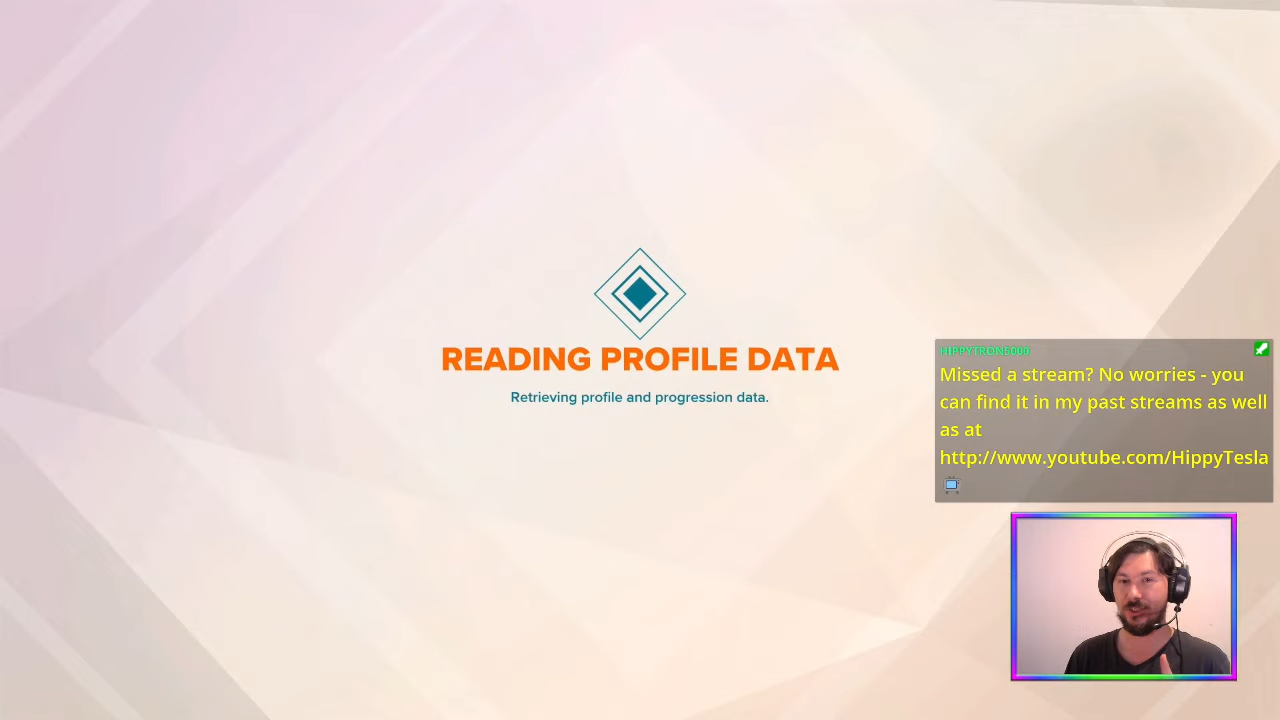 READING PROFILE DATA
Retrieving profile and progression data.
HIPPYTRON5000
Missed a stream? No worries - you
can find it in my past streams as well
as at
http://www.youtube.com/HippyTesla